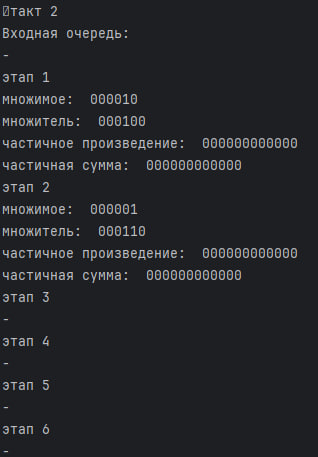 такт 2
Входная очередь:
-
этап 1
множимое:  000010
множитель:  000100
частичное произведение:  000000000000
частичная сумма:  000000000000
этап 2
множимое:  000001
множитель:  000110
частичное произведение:  000000000000
частичная сумма:  000000000000
этап 3
-
этап 4
-
этап 5
-
этап 6
-